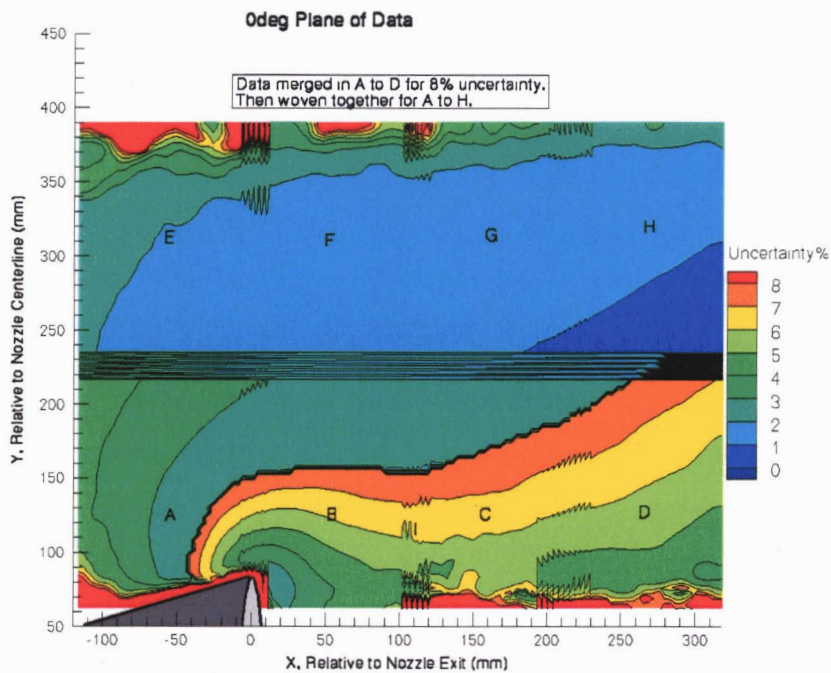 0deg Plane of Data
Data merged in A to D for 8% uncertainty.
Then woven together for A to H.
450
400
350
300
250
200
150
100
50
Y, Relative to Nozzle Centerline (mm)
E
F
G
H
A
B
I
C
D
Uncertainty%
8
7
6
5
4
3
2
1
0
-100
-50
0
50
100
150
200
250
300
X, Relative to Nozzle Exit (mm)